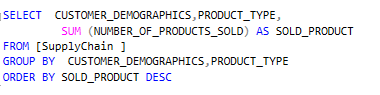 SELECT  CUSTOMER_DEMOGRAPHICS,PRODUCT_TYPE,
SUM (NUMBER_OF_PRODUCTS_SOLD) AS SOLD_PRODUCT
FROM [SupplyChain ]
GROUP BY  CUSTOMER_DEMOGRAPHICS,PRODUCT_TYPE
ORDER BY SOLD_PRODUCT DESC